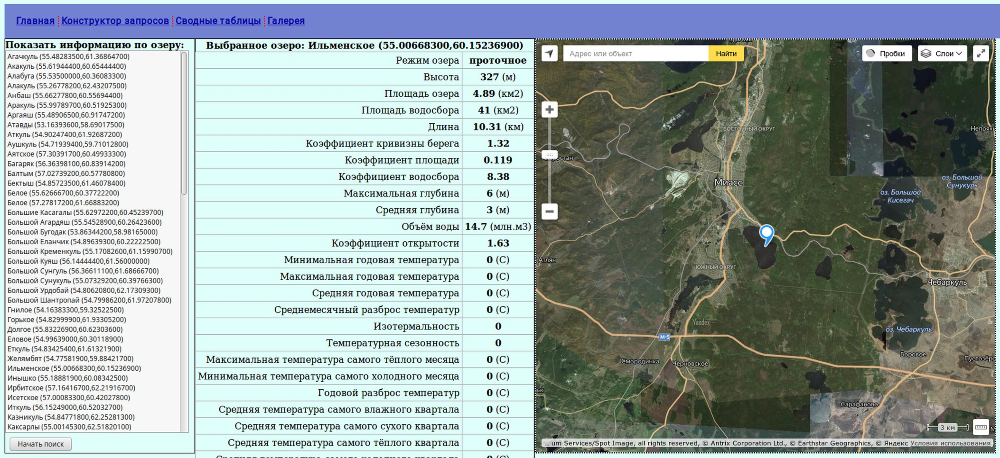 Главная Конструктор запросов Сводные таблицы Галерея
Показать информацию по озеру:
Агачкуль (55.48283500,61.36864700)
Акакуль (55.61944400,60.65444400)
Алабуга (55.53500000,60.36083300)
Алакуль (55.26778200,62.43207500)
Анбаш (55.66277800,60.55694400)
Аракуль (55.99789700,60.51925300)
Аргаяш (55.48906500,60.91747200)
Атавды (53.16393600,58.69017500)
Аткуль (54.90247400,61.92687200)
Аушкуль (54.71939400,59.71012800)
Аятское (57.30391700,60.49933300)
Багаряк (56.36398100,60.83914200)
Балтым (57.02739200,60.57780800)
Бектыш (54.85723500,61.46078400)
Белое (55.62666700,60.37722200)
Белое (57.27817200,61.66883200)
Большие Касагалы (55.62972200,60.45239700)
Большой Агардяш (55.54528900,60.26423600)
Большой Бугодак (53.86344200,58.98165000)
Большой Еланчик (54.89639300,60.22222500)
Большой Кременкуль (55.17082600,61.15990700)
Большой Куяш (56.14444400,61.56000000)
Большой Сунгуль (56.36611100,61.68666700)
Большой Сунукуль (55.07329200,60.39766300)
Большой Урдобай (54.80620800,62.17309300)
Большой Шантропай (54.79986200,61.97207800)
Гнилое (54.16383300,59.32522500)
Горькое (54.82999900,61.93305200)
Долгое (55.83226900,60.62303600)
Еловое (54.99639000,60.30118900)
Еткуль (54.83425400,61.61321900)
Желямбят (54.77581900,59.88421700)
Ильменское (55.00668300,60.15236900)
Инышко (55.18881900,60.08342500)
Ирбитское (57.16416700,62.21916700)
Исетское (57.00083300,60.42027800)
Иткуль (56.15249000,60.52032700)
Казникуль (54.84771800,62.25281300)
Каксарлы (55.00145300,62.51820100)
Начать поиск
Выбранное озеро: Ильменское (55.00668300,60.15236900)
Режим озера проточное
Высота 327 (м)
Площадь озера 4.89 (км2)
Площадь водосбора 41 (км2)
Длина 10.31 (км)
Коэффициент кривизны берега 1.32
Коэффициент площади 0.119
Коэффициент водосбора 8.38
Максимальная глубина 6 (м)
Средняя глубина 3 (м)
Объём воды 14.7 (млн.м3)
Коэффициент открытости 1.63
Минимальная годовая температура 0 (С)
Максимальная годовая температура 0 (С)
Средняя годовая температура 0 (С)
Среднемесячный разброс температур 0 (С)
Изотермальность 0
Температурная сезонность 0
Максимальная температура самого тёплого месяца 0 (С)
Минимальная температура самого холодного месяца 0 (С)
Годовой разброс температур 0 (С)
Средняя температура самого влажного квартала 0 (С)
Средняя температура самого сухого квартала 0 (С)
Средняя температура самого тёплого квартала 0 (С)
Адрес или объект Найти Пробки Слои
ВОСТОЧНЫЙ ОКРУГ
Непряхи
Миасс
оз. Большой
Сунукуль
оз. Большой
Кисегач
Атлян
ЮЖНЫЙ ОКРУГ
Чебаркуль
Yandex
оз. Чебаркуль
М-5
Боровое
Пустозёро
Смородинка
Черновское
Сарафаново
3 км
... um Services/Spot Image, all rights reserved, © Antrix Corporation Ltd., © Earthstar Geographics, © Яндекс Условия использования